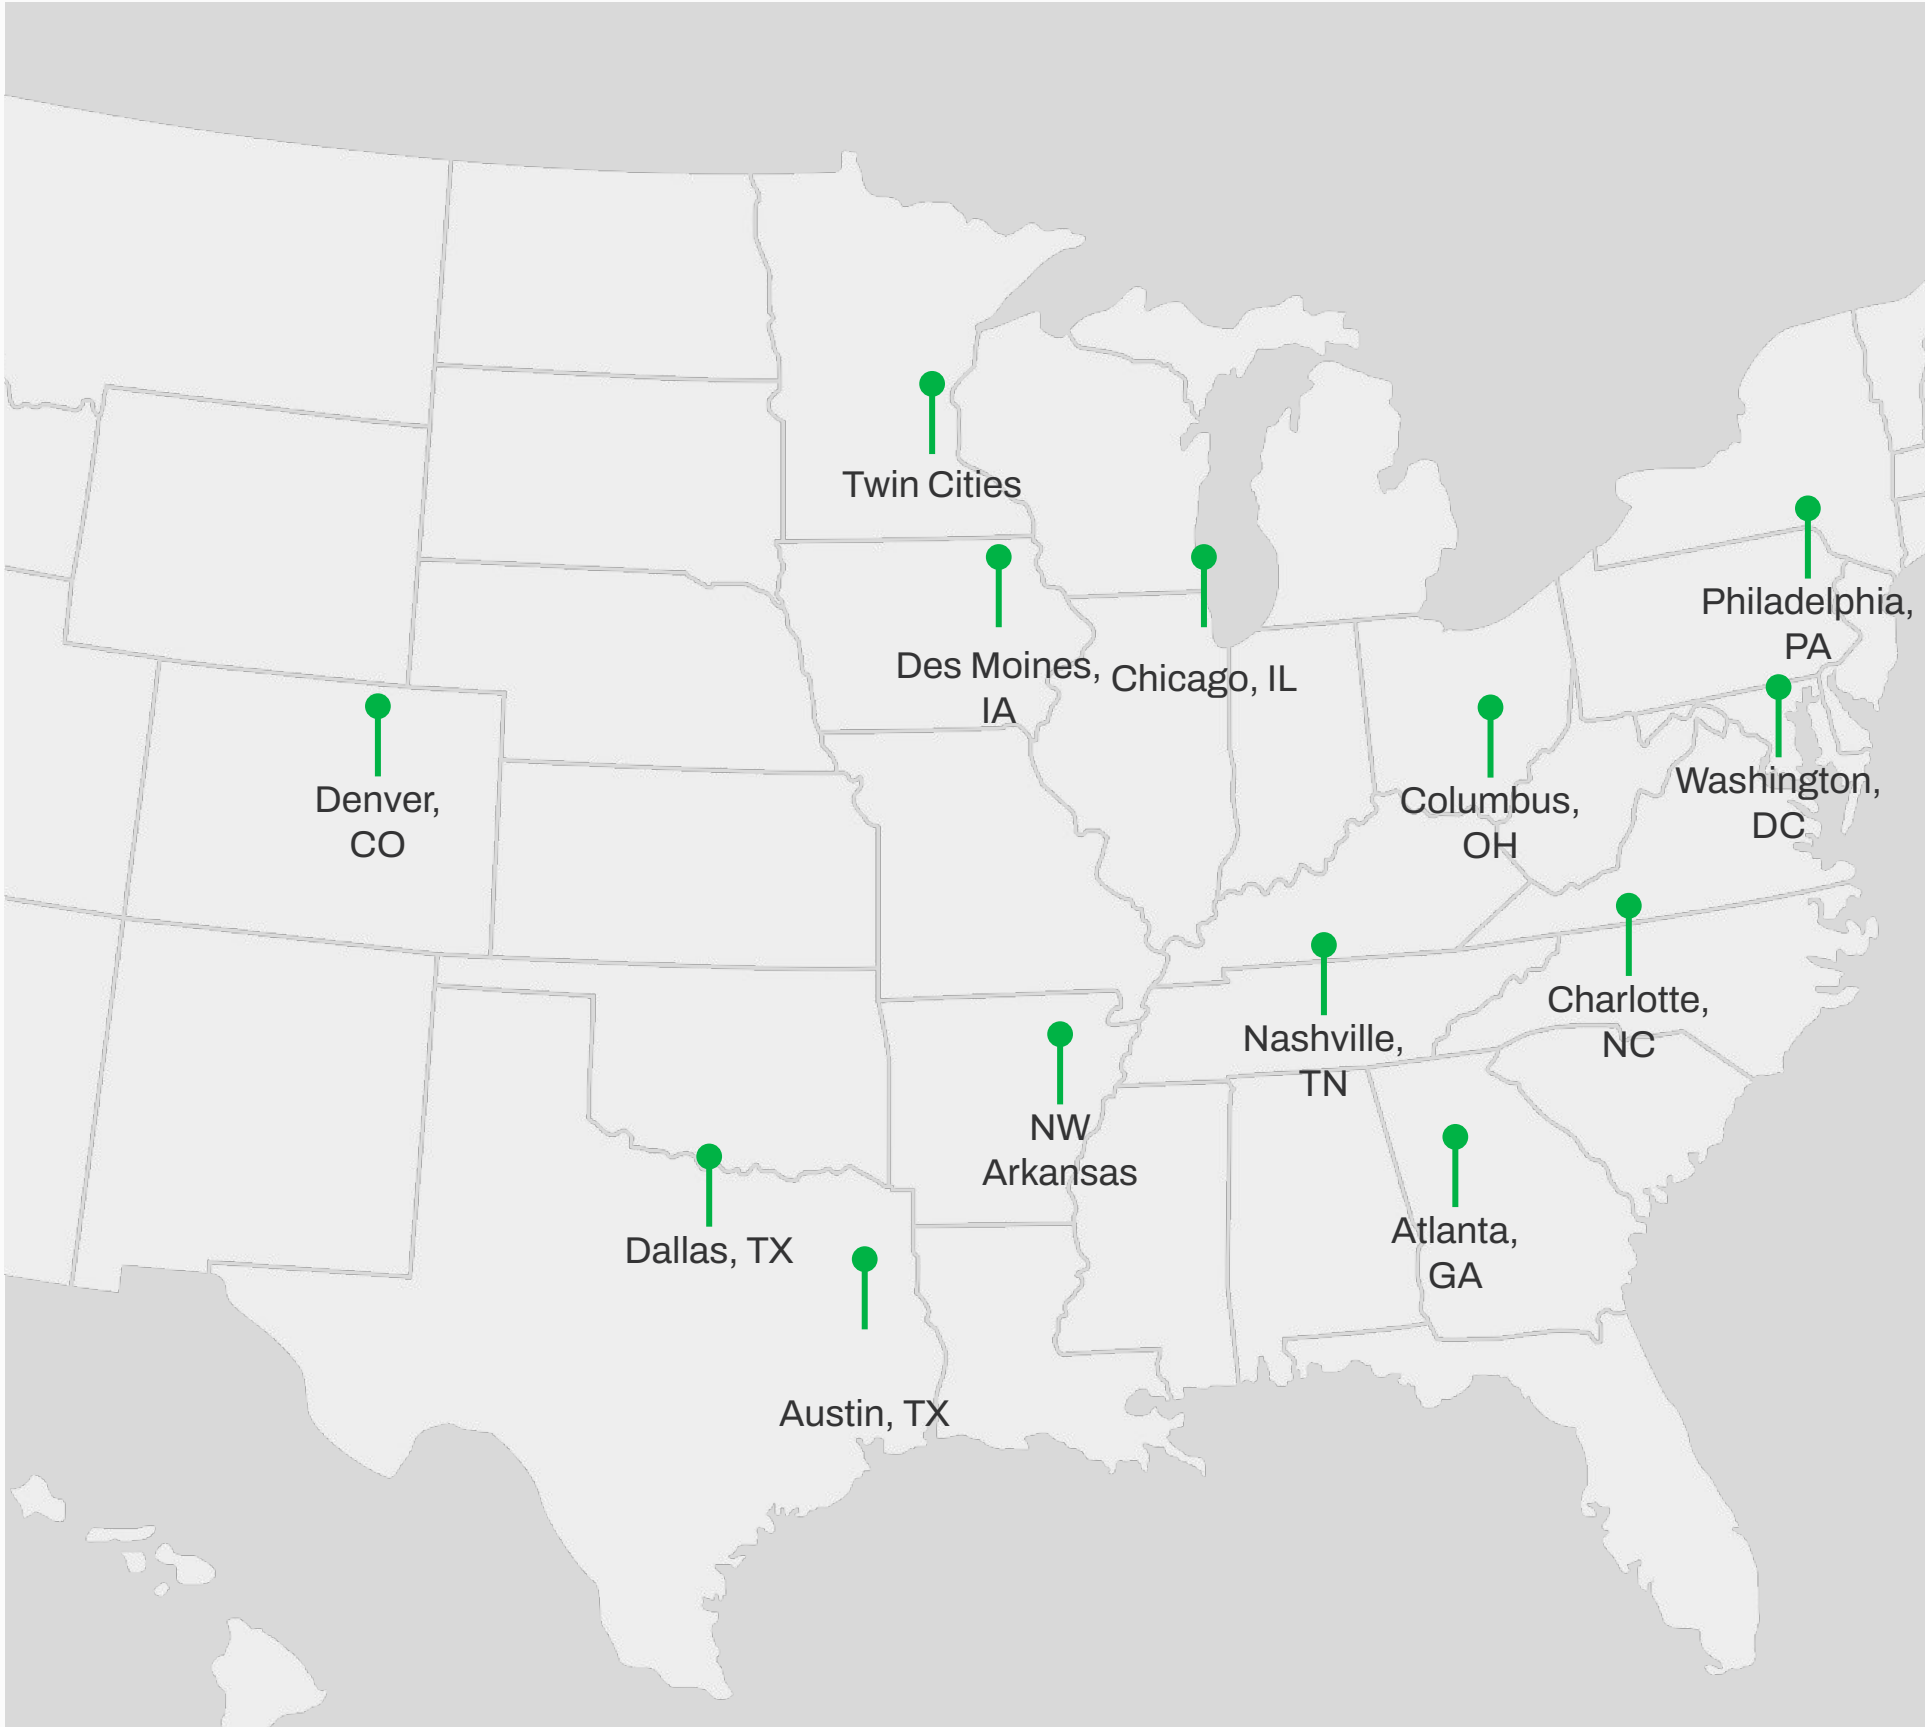 Twin Cities
Philadelphia,
PA
Des Moines,
IA
Chicago, IL
Denver,
CO
Columbus,
OH
Washington,
DC
Charlotte,
NC
Nashville,
TN
NW
Arkansas
Dallas, TX
Atlanta,
GA
Austin, TX